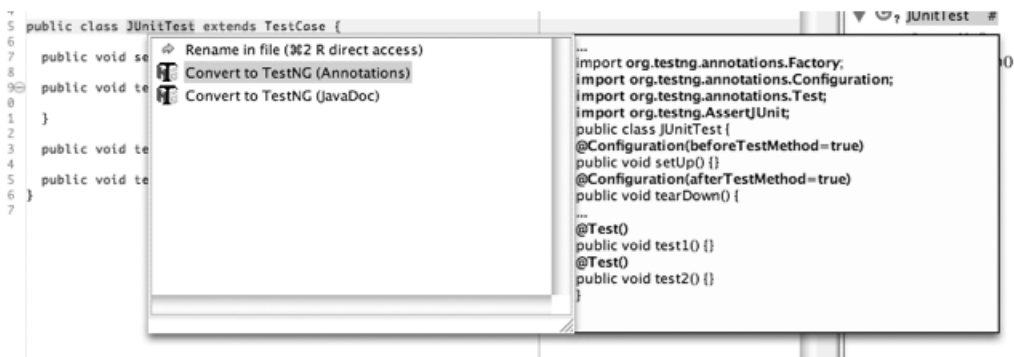 5 public class JUnitTest extends TestCase {
6
7 public void se
8
9 public void te
0
1 }
2
3 public void te
4
5 public void te
6 }
7
Rename in file (⌘2 R direct access)
Convert to TestNG (Annotations)
Convert to TestNG (JavaDoc)
...
import org.testng.annotations.Factory;
import org.testng.annotations.Configuration;
import org.testng.annotations.Test;
import org.testng.AssertJUnit;
public class JUnitTest {
@Configuration(beforeTestMethod=true)
public void setUp() {}
@Configuration(afterTestMethod=true)
public void tearDown() {
...
@Test()
public void test1() {}
@Test()
public void test2() {}
}
JUnitTest #